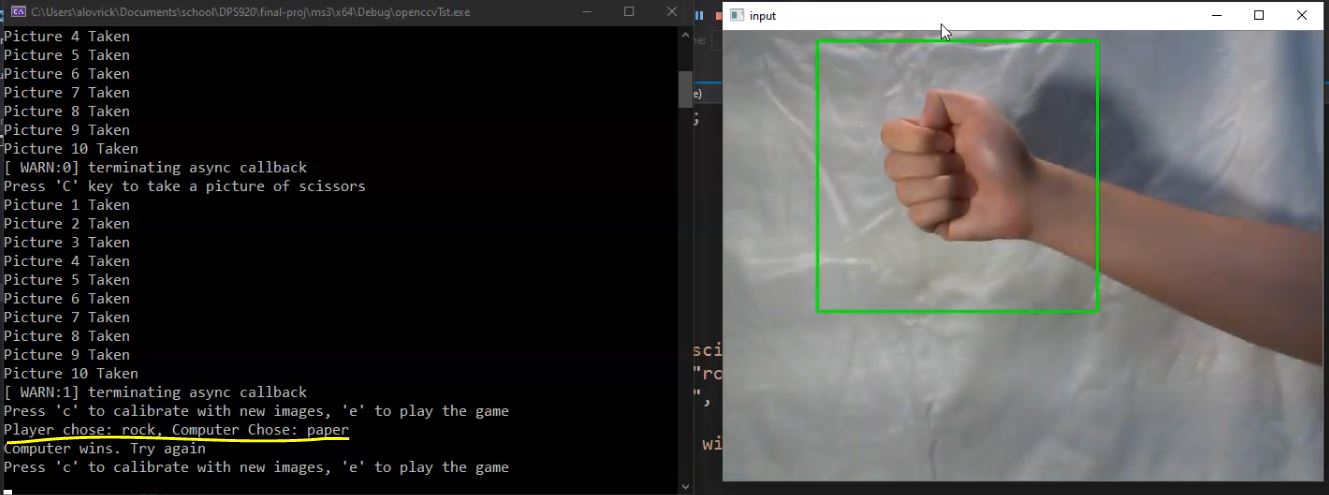 C:\Users\alovrick\Documents\school\DPS920\final-proj\ms3\x64\Debug\openccvTst.exe
Picture 4 Taken
Picture 5 Taken
Picture 6 Taken
Picture 7 Taken
Picture 8 Taken
Picture 9 Taken
Picture 10 Taken
[ WARN:0] terminating async callback
Press 'C' key to take a picture of scissors
Picture 1 Taken
Picture 2 Taken
Picture 3 Taken
Picture 4 Taken
Picture 5 Taken
Picture 6 Taken
Picture 7 Taken
Picture 8 Taken
Picture 9 Taken
Picture 10 Taken
[ WARN:1] terminating async callback
Press 'c' to calibrate with new images, 'e' to play the game
Player chose: rock, Computer Chose: paper
Computer wins. Try again
Press 'c' to calibrate with new images, 'e' to play the game
input
e)
;
sci
"ro
",
wi